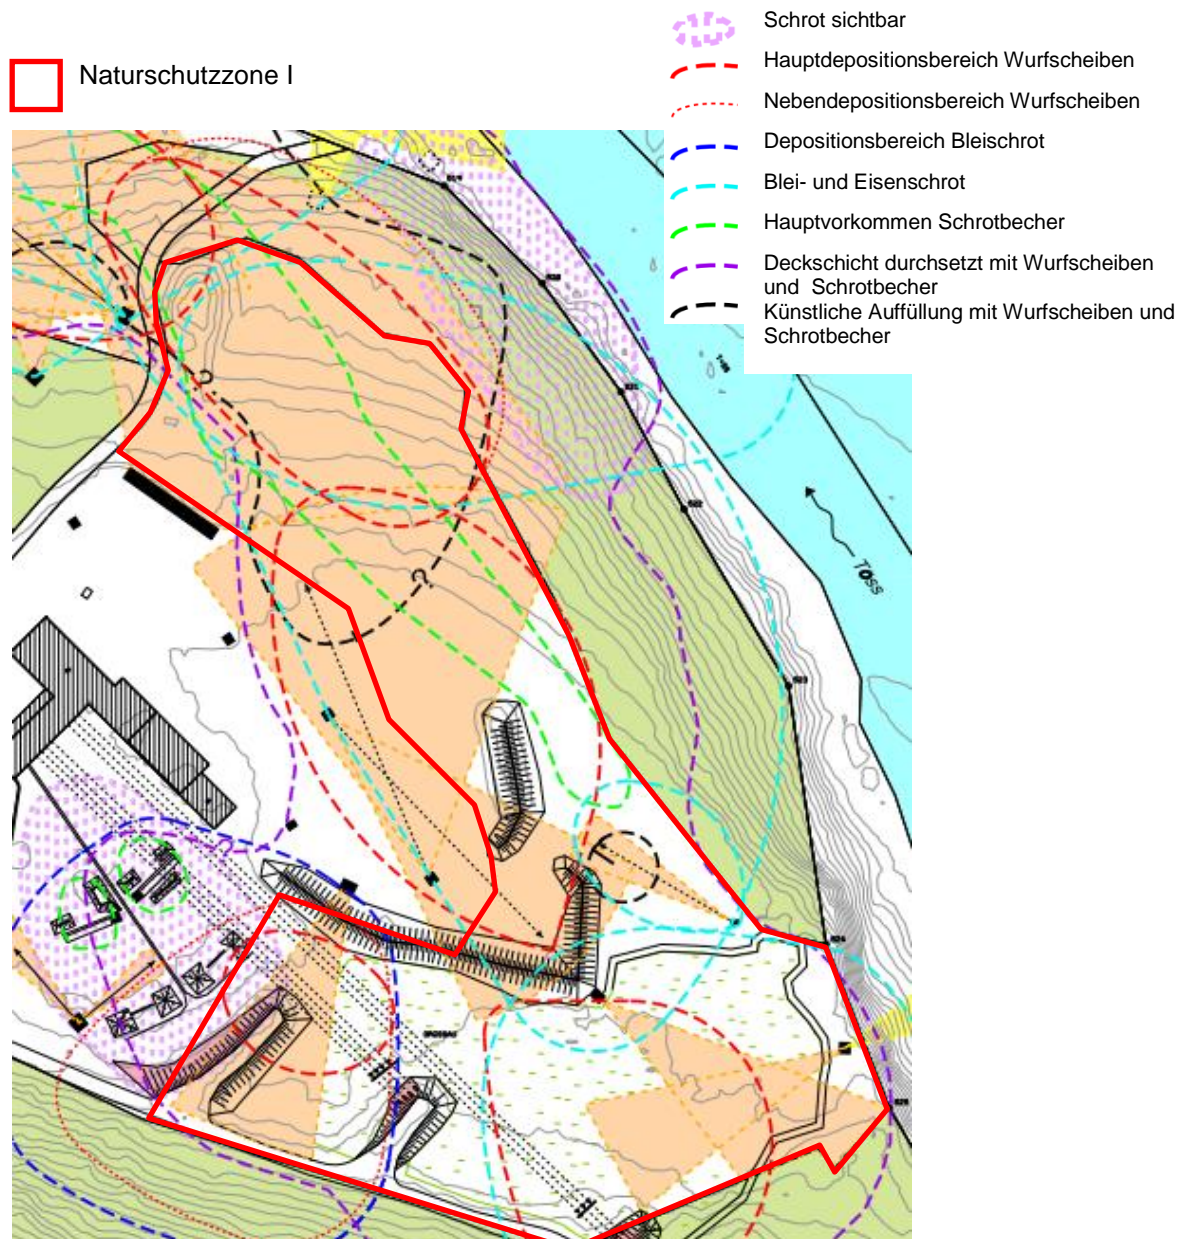 Schrot sichtbar
Naturschutzzone I
Hauptdepositionsbereich Wurfscheiben
Nebendepositionsbereich Wurfscheiben
Depositionsbereich Bleischrot
Blei- und Eisenschrot
Hauptvorkommen Schrotbecher
Deckschicht durchsetzt mit Wurfscheiben
und Schrotbecher
Künstliche Auffüllung mit Wurfscheiben und
Schrotbecher
Töss